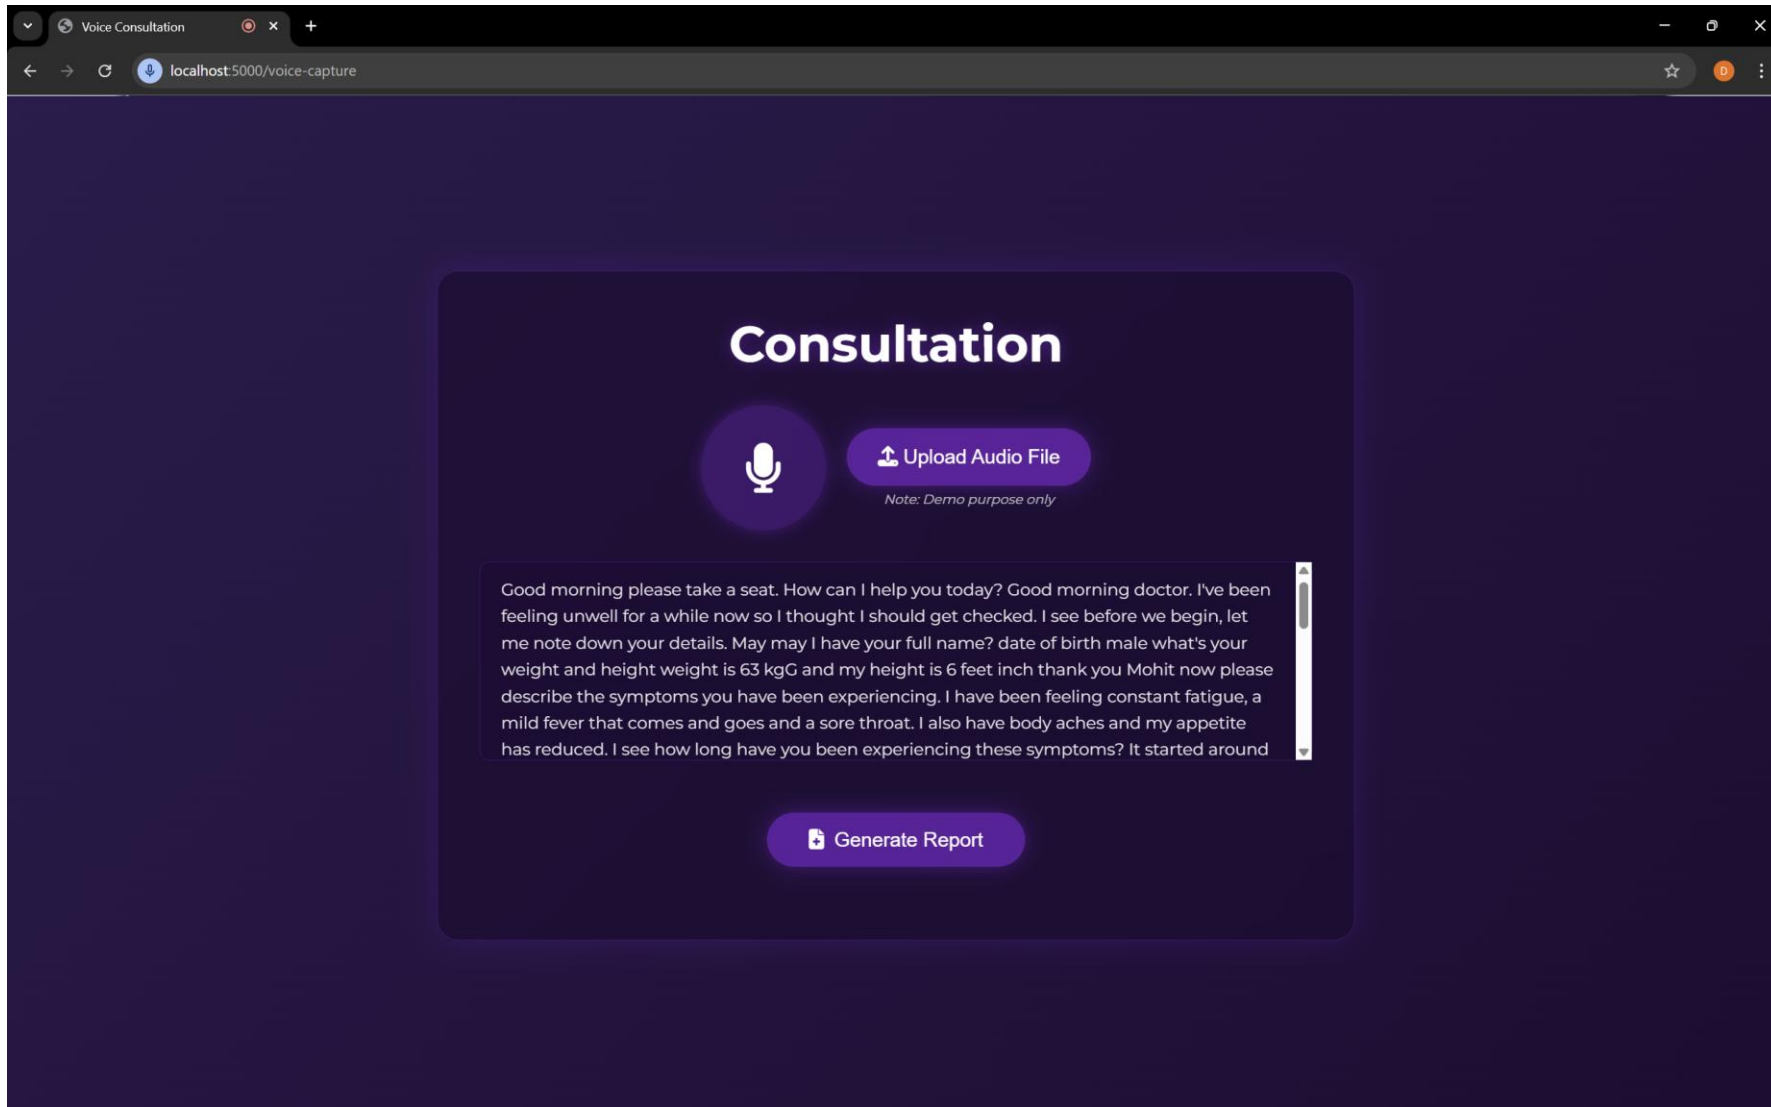 Voice Consultation
localhost:5000/voice-capture
D
Consultation
Upload Audio File
Note: Demo purpose only
Good morning please take a seat. How can I help you today? Good morning doctor. I've been
feeling unwell for a while now so I thought I should get checked. I see before we begin, let
me note down your details. May may I have your full name? date of birth male what's your
weight and height weight is 63 kgG and my height is 6 feet inch thank you Mohit now please
describe the symptoms you have been experiencing. I have been feeling constant fatigue, a
mild fever that comes and goes and a sore throat. I also have body aches and my appetite
has reduced. I see how long have you been experiencing these symptoms? It started around
Generate Report